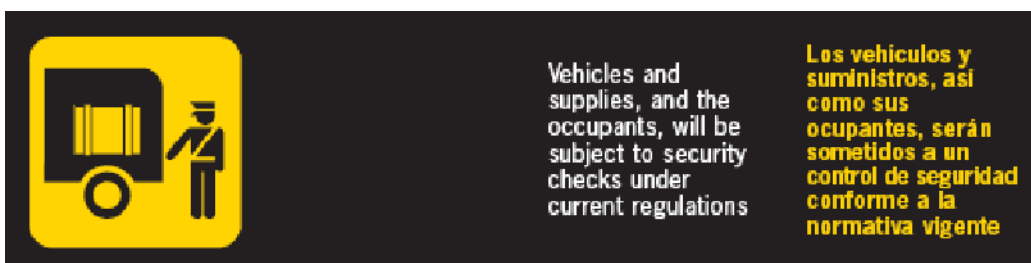 Vehicles and
supplies, and the
occupants, will be
subject to security
checks under
current regulations
Los vehículos y
suministros, así
como sus
ocupantes, serán
sometidos a un
control de seguridad
conforme a la
normativa vigente